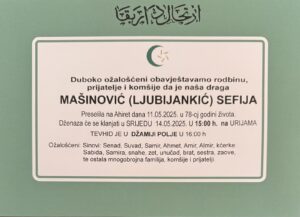 Duboko ožalošćeni obavještavamo rodbinu,
prijatelje i komšije da je naša draga
MAŠINOVIĆ (LJUBIJANKIĆ) SEFIJA
Preselila na Ahiret dana 11.05.2025. u 78-oj godini života.
Dženaza će se klanjati u SRIJEDU 14.05.2025. U 15:00 h. na URIJAMA
TEVHID JE U DŽAMIJI POLJE U 16:00 h
Ožalošćeni: Sinovi: Senad, Suvad, Samir, Ahmet, Amir, Almir, kćerke:
Sabida, Samira, snahe, zet, unučad, brat, sestra, zaove,
te ostala mnogobrojna familija, komšije i prijatelji